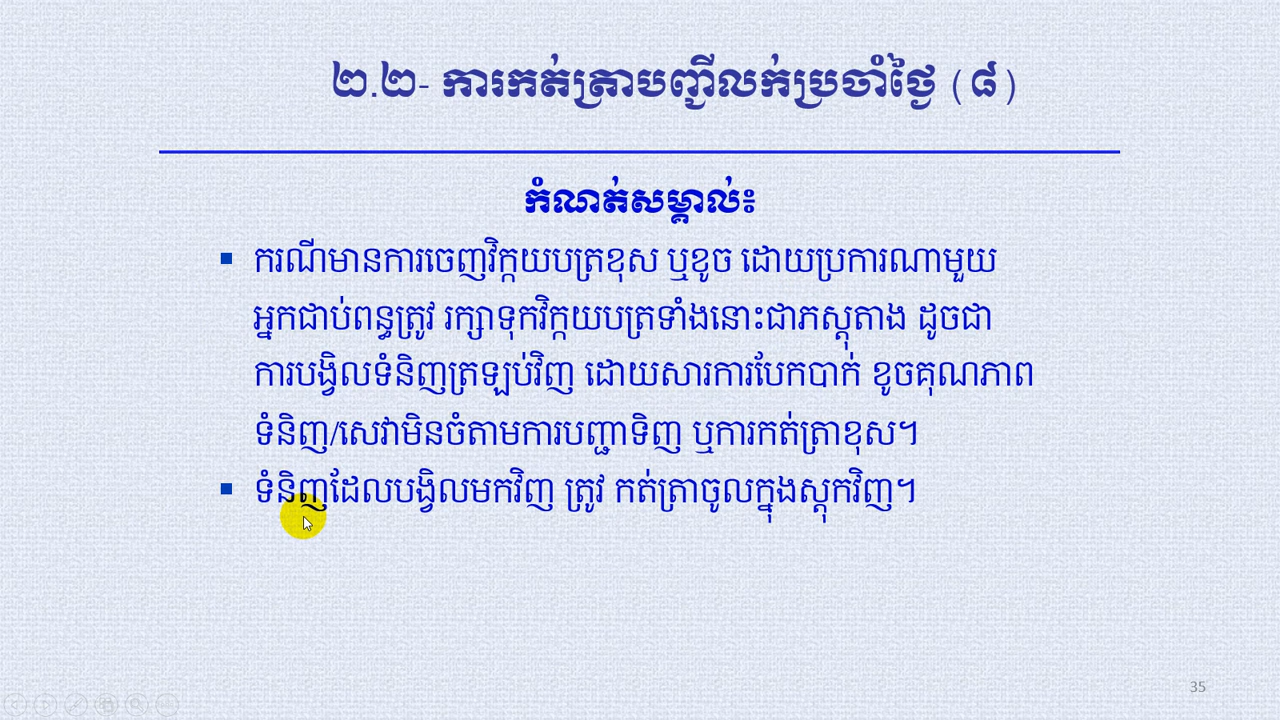 ២.២- ការកត់ត្រាបញ្ជីលក់ប្រចាំថ្ងៃ (៨)
កំណត់សម្គាល់៖
ករណីមានការចេញវិក្កយបត្រខុស ឬខូច ដោយប្រការណាមួយ
អ្នកជាប់ពន្ធត្រូវ រក្សាទុកវិក្កយបត្រទាំងនោះជាភស្តុតាង ដូចជា
ការបង្វិលទំនិញត្រឡប់វិញ ដោយសារការបែកបាក់ ខូចគុណភាព
ទំនិញ/សេវាមិនចំតាមការបញ្ជាទិញ ឬការកត់ត្រាខុស។
ទំនិញដែលបង្វិលមកវិញ ត្រូវ កត់ត្រាចូលក្នុងស្តុកវិញ។
35